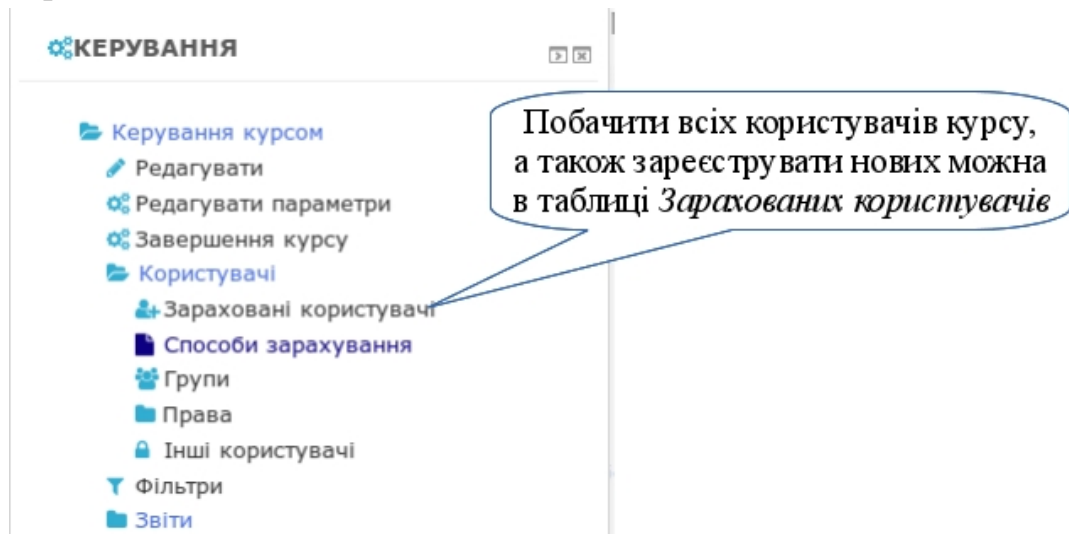 КЕРУВАННЯ
Керування курсом
Редагувати
Редагувати параметри
Завершення курсу
Користувачі
Зараховані користувачі
Способи зарахування
Групи
Права
Інші користувачі
Фільтри
Звіти
Побачити всіх користувачів курсу,
а також зареєструвати нових можна
в таблиці Зарахованих користувачів